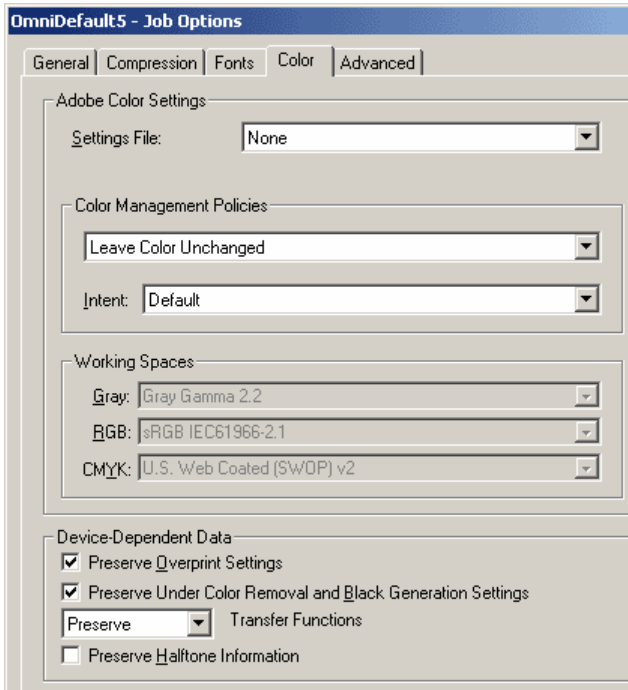 OmniDefault5 - Job Options
General Compression Fonts Color Advanced
Adobe Color Settings
Settings File: None
Color Management Policies
Leave Color Unchanged
Intent: Default
Working Spaces
Gray: Gray Gamma 2.2
RGB: sRGB IEC61966-2.1
CMYK: U.S. Web Coated (SWOP) v2
Device-Dependent Data
Preserve Overprint Settings
Preserve Under Color Removal and Black Generation Settings
Preserve Transfer Functions
Preserve Halftone Information